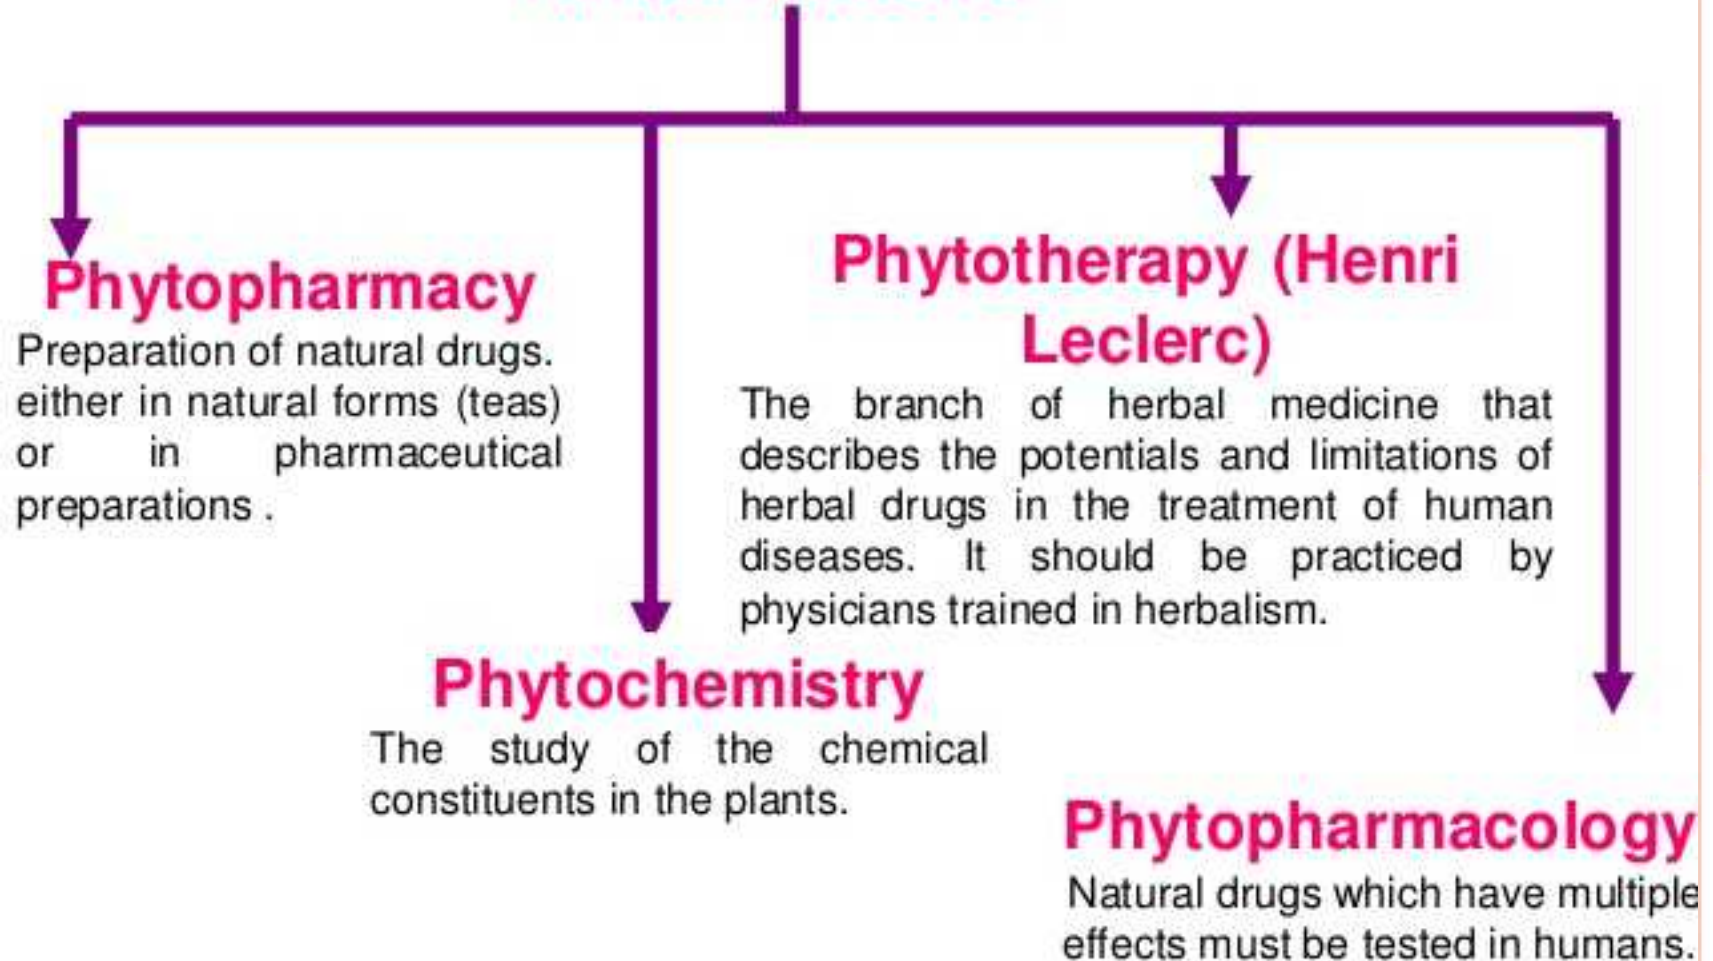 Phytopharmacy
Preparation of natural drugs.
either in natural forms (teas)
or in pharmaceutical
preparations .
Phytotherapy (Henri
Leclerc)
The branch of herbal medicine that
describes the potentials and limitations of
herbal drugs in the treatment of human
diseases. It should be practiced by
physicians trained in herbalism.
Phytochemistry
The study of the chemical
constituents in the plants.
Phytopharmacology
Natural drugs which have multiple
effects must be tested in humans.